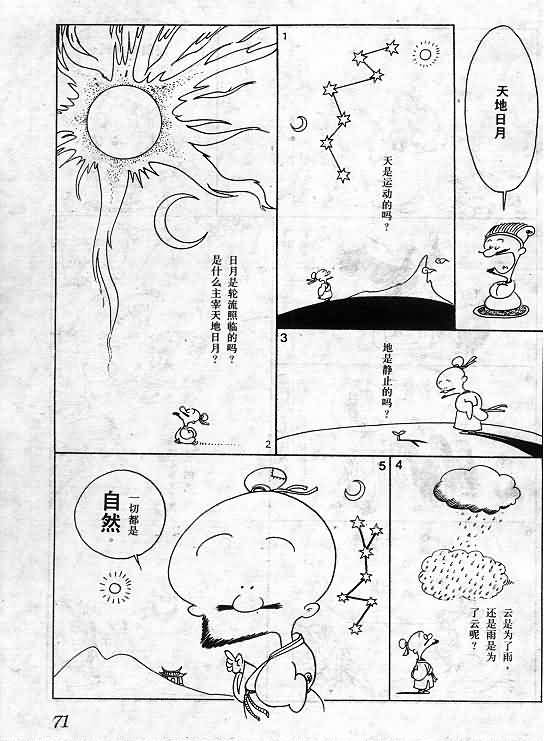 天地日月
1
天是运动的吗？
日月是轮流照临的吗？
是什么主宰天地日月？
2
3
地是静止的吗？
4
云是为了雨，
还是雨是为
了云呢？
5
一切都是
自然。
71